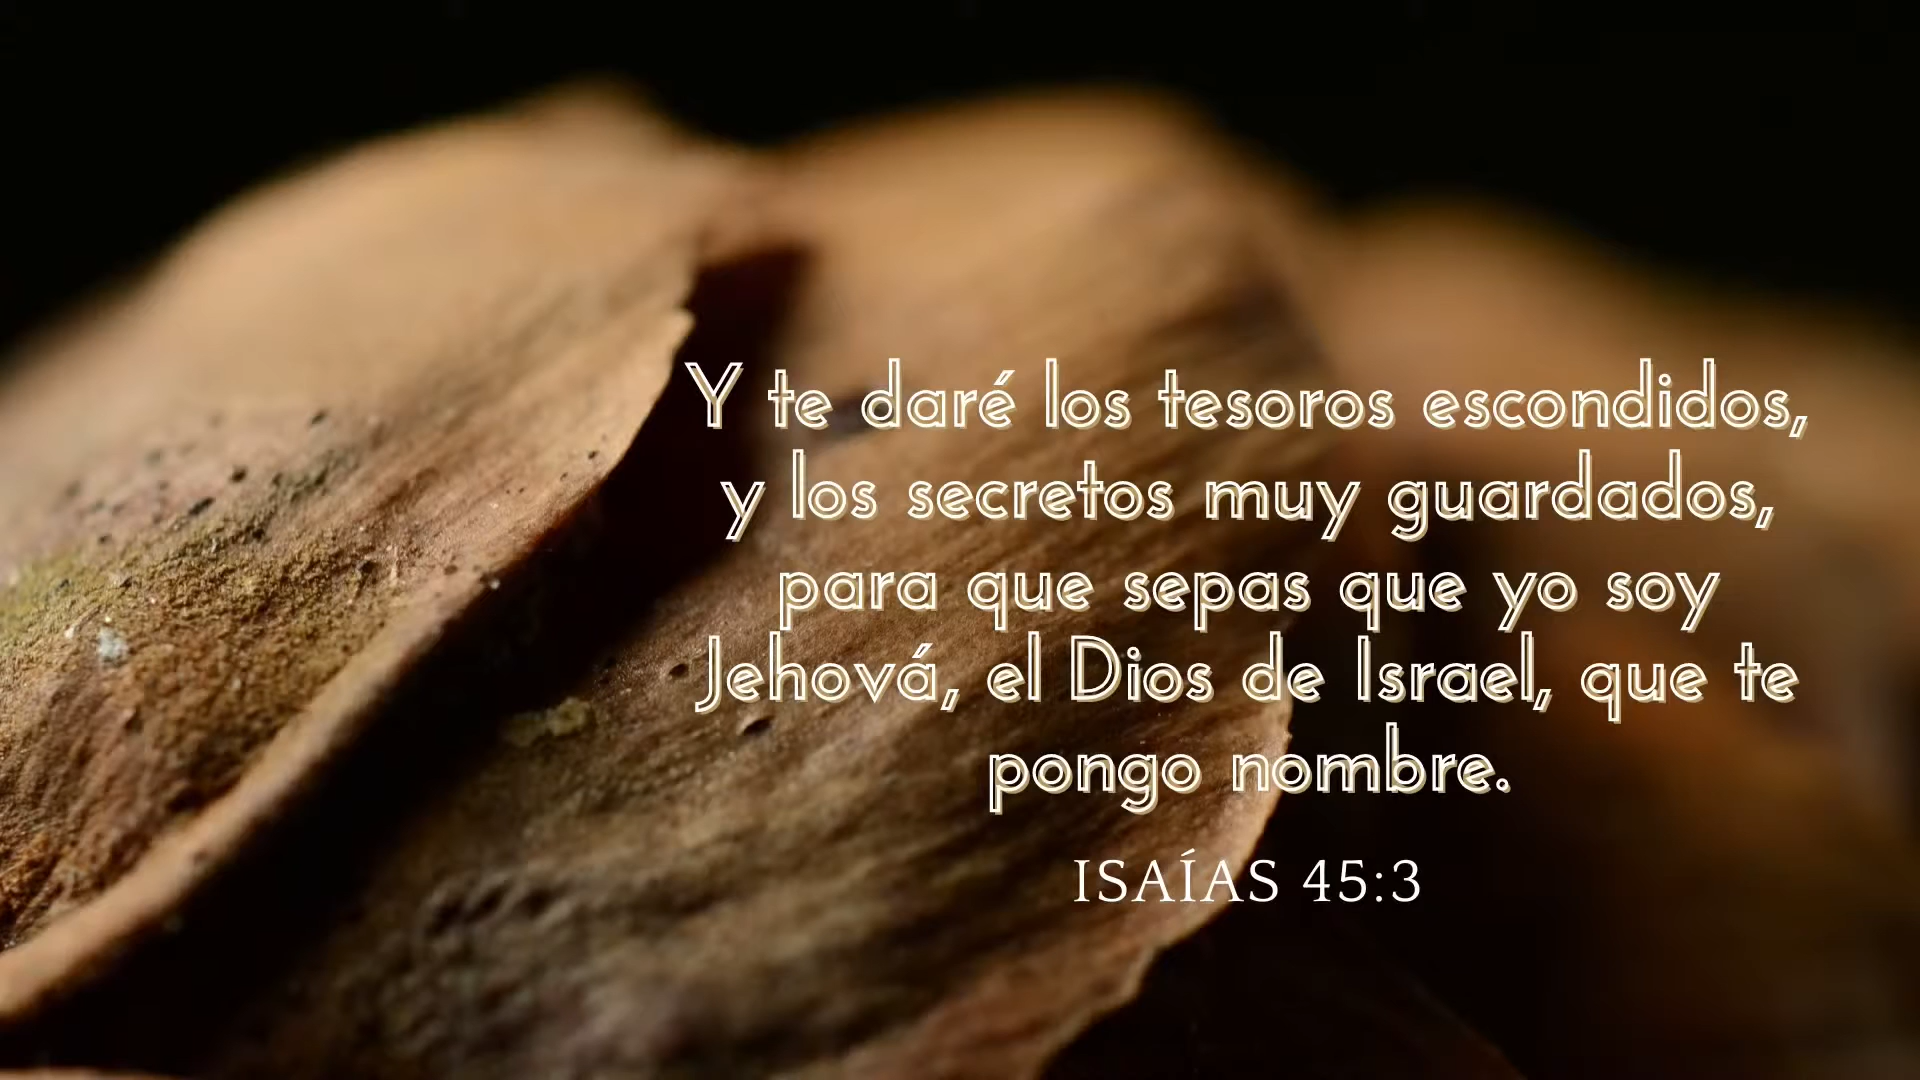 Y te daré los tesoros escondidos,
y los secretos muy guardados,
para que sepas que yo soy
Jehová, el Dios de Israel, que te
pongo nombre.
ISAÍAS 45:3